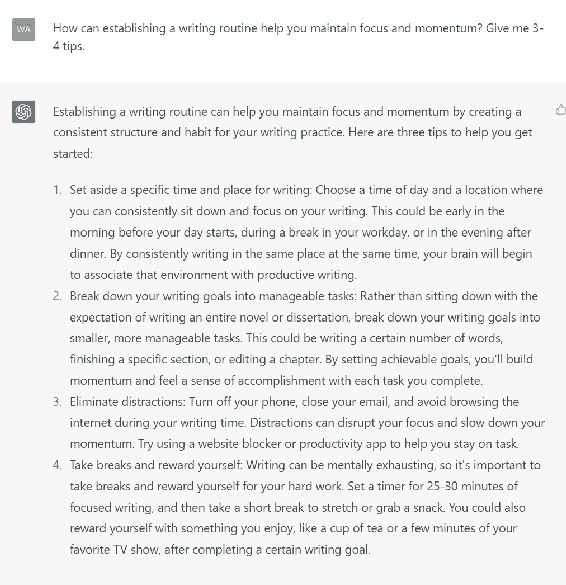 WA
How can establishing a writing routine help you maintain focus and momentum? Give me 3-
4 tips.
Establishing a writing routine can help you maintain focus and momentum by creating a
consistent structure and habit for your writing practice. Here are three tips to help you get
started:
1. Set aside a specific time and place for writing: Choose a time of day and a location where
you can consistently sit down and focus on your writing. This could be early in the
morning before your day starts, during a break in your workday, or in the evening after
dinner. By consistently writing in the same place at the same time, your brain will begin
to associate that environment with productive writing.
2. Break down your writing goals into manageable tasks: Rather than sitting down with the
expectation of writing an entire novel or dissertation, break down your writing goals into
smaller, more manageable tasks. This could be writing a certain number of words,
finishing a specific section, or editing a chapter. By setting achievable goals, you'll build
momentum and feel a sense of accomplishment with each task you complete.
3. Eliminate distractions: Turn off your phone, close your email, and avoid browsing the
internet during your writing time. Distractions can disrupt your focus and slow down your
momentum. Try using a website blocker or productivity app to help you stay on task.
4. Take breaks and reward yourself: Writing can be mentally exhausting, so it's important to
take breaks and reward yourself for your hard work. Set a timer for 25-30 minutes of
focused writing, and then take a short break to stretch or grab a snack. You could also
reward yourself with something you enjoy, like a cup of tea or a few minutes of your
favorite TV show, after completing a certain writing goal.